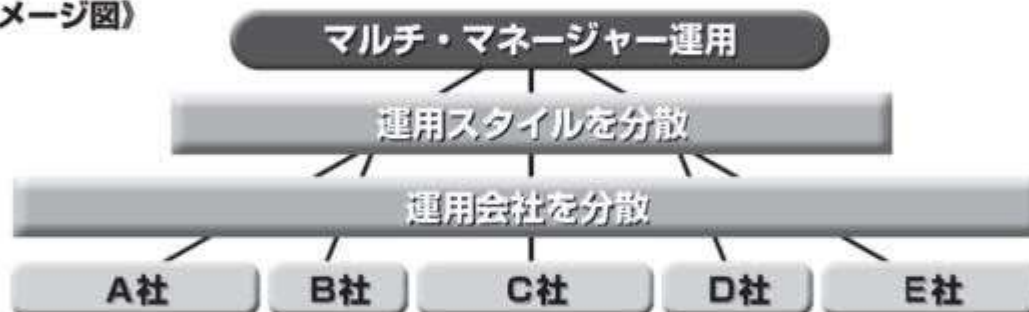 メージ図》
マルチ・マネージャー運用
運用スタイルを分散
運用会社を分散
A社 B社 C社 D社 E社